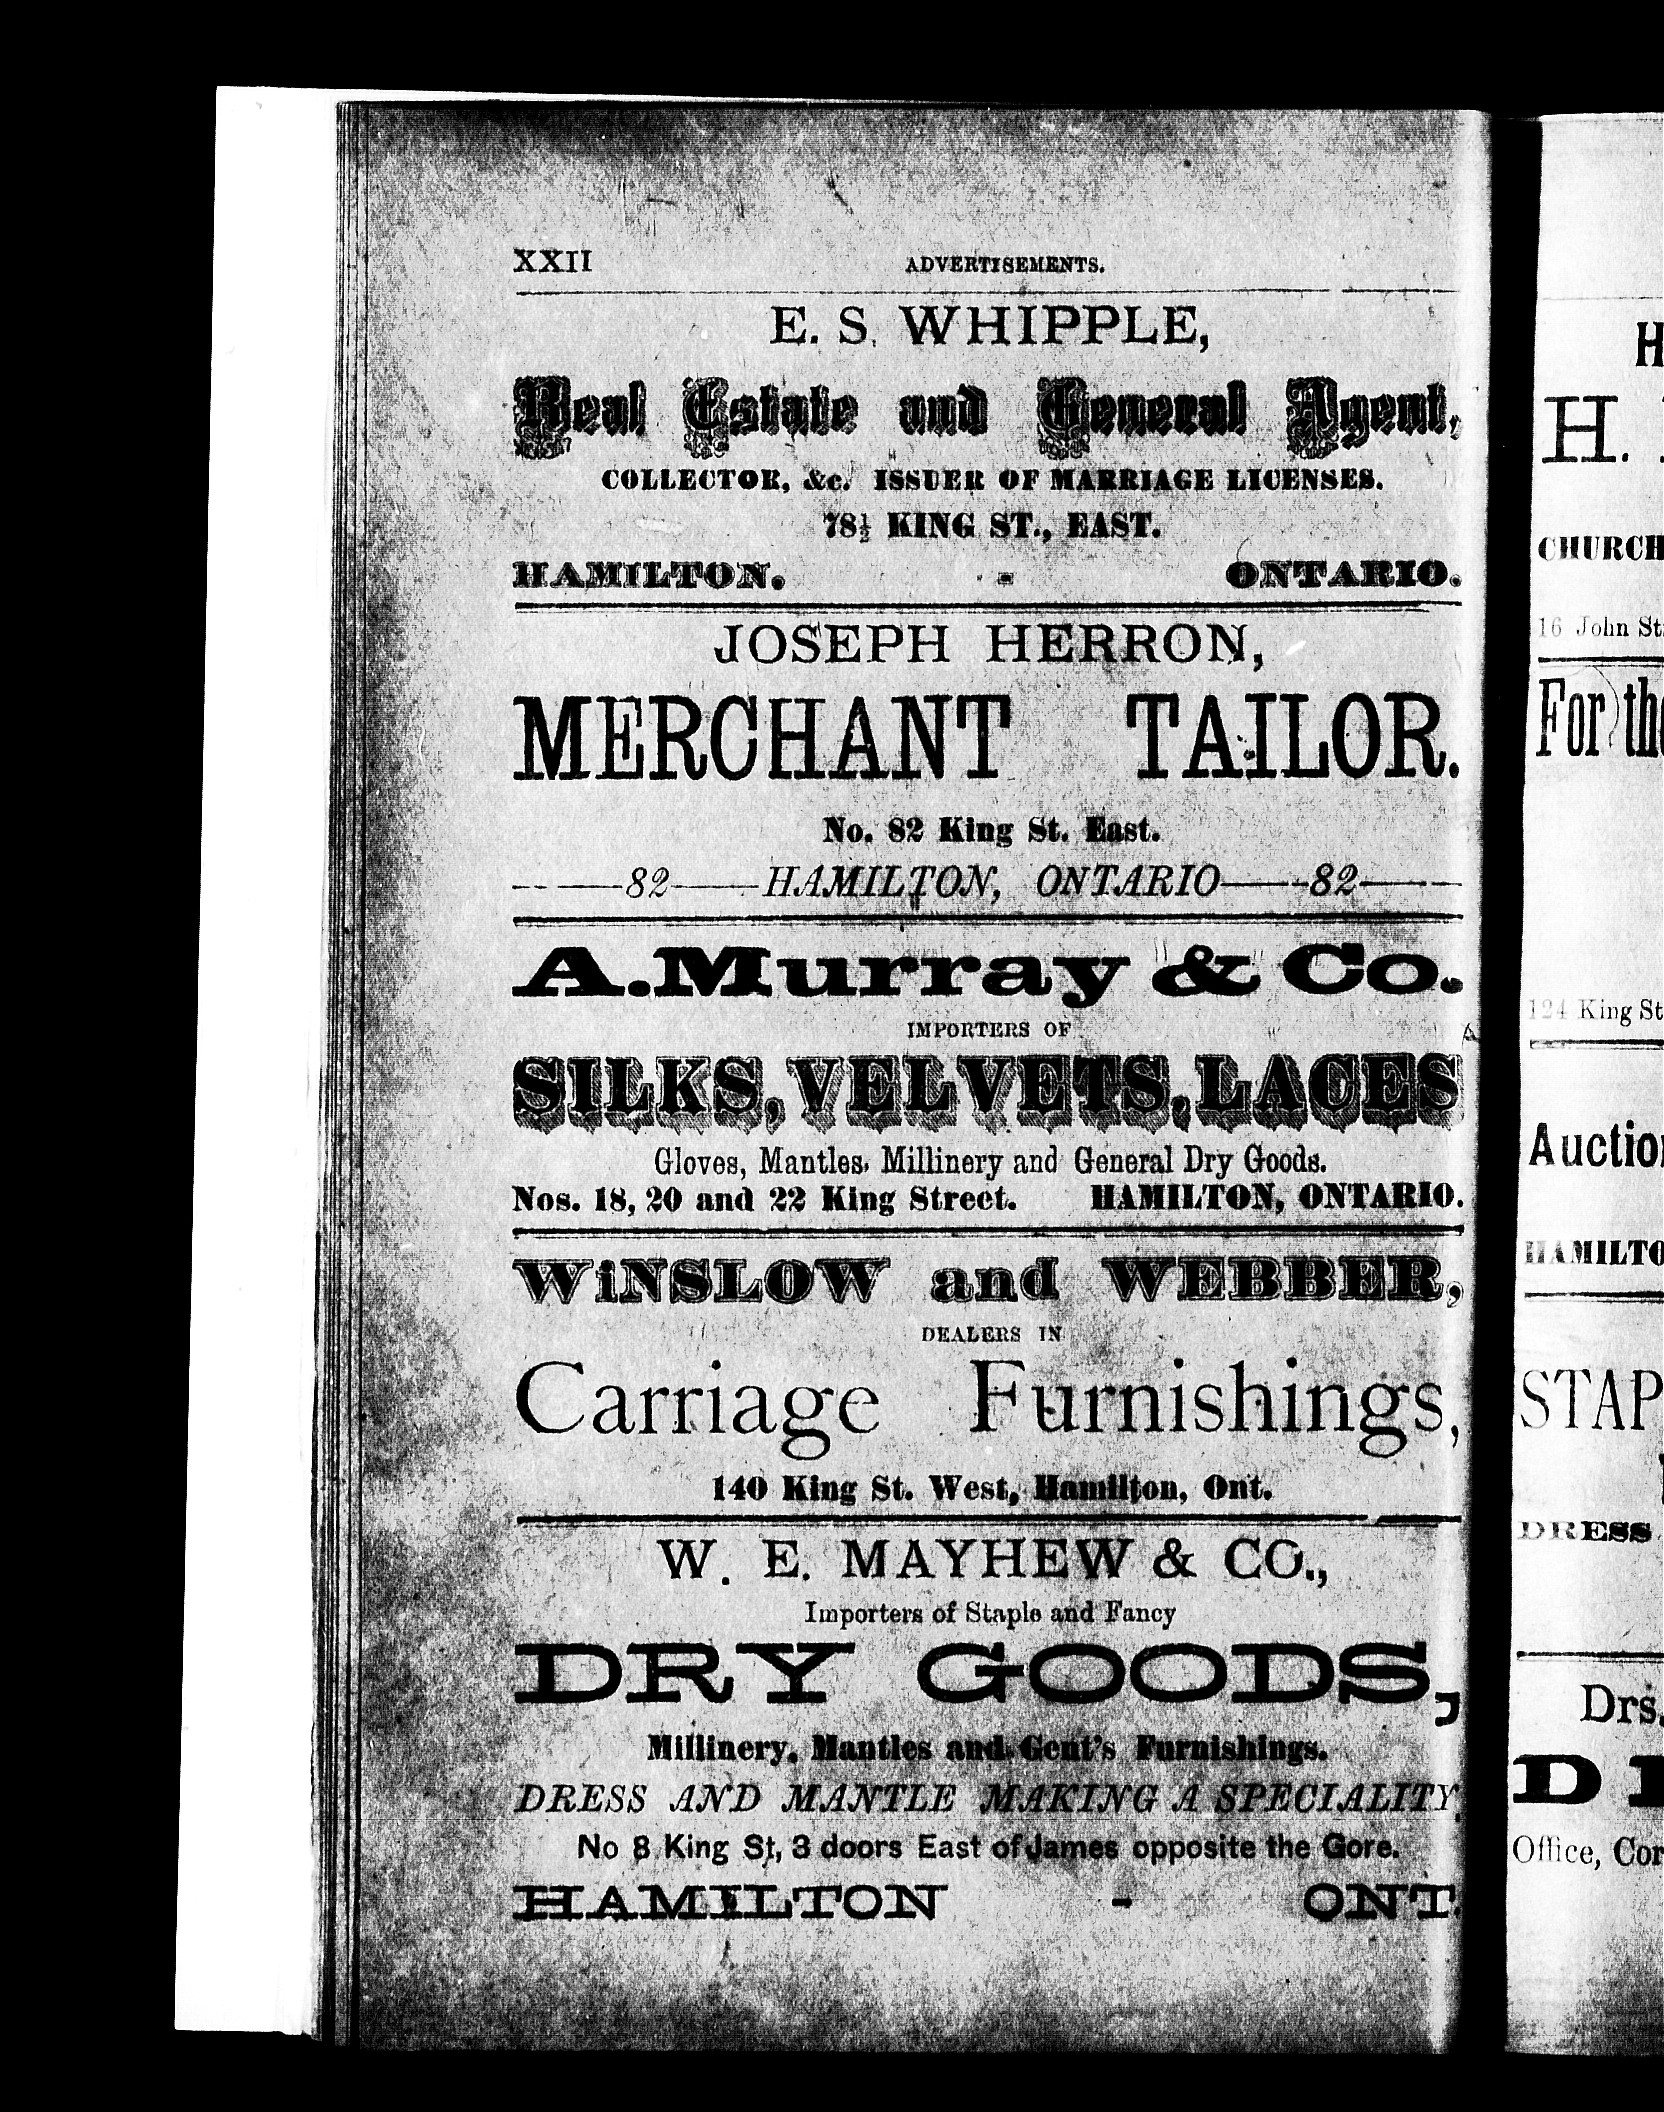 XXII ADVERTISEMENTS.
E. S. WHIPPLE,
Real Estate and General Agent,
COLLECTOR, &c. ISSUER OF MARRIAGE LICENSES.
78½ KING ST., EAST.
HAMILTON. - ONTARIO.
JOSEPH HERRON,
MERCHANT TAILOR.
No. 82 King St. East.
———82———HAMILTON, ONTARIO———82———
A. Murray & Co.
IMPORTERS OF
SILKS, VELVETS, LACES
Gloves, Mantles, Millinery and General Dry Goods.
Nos. 18, 20 and 22 King Street. HAMILTON, ONTARIO.
WiNSLOW and WEBBER,
DEALERS IN
Carriage Furnishings,
140 King St. West, Hamilton, Ont.
W. E. MAYHEW & CO.,
Importers of Staple and Fancy
DRY GOODS,
Millinery, Mantles and Gent's Furnishings.
DRESS AND MANTLE MAKING A SPECIALITY.
No 8 King St, 3 doors East of James opposite the Gore.
HAMILTON - ONT.
H
H.
CHURCH
16 John St
For the
124 King St
Auction
HAMILTO
STAP
DRESS
Drs.
D
Office, Cor